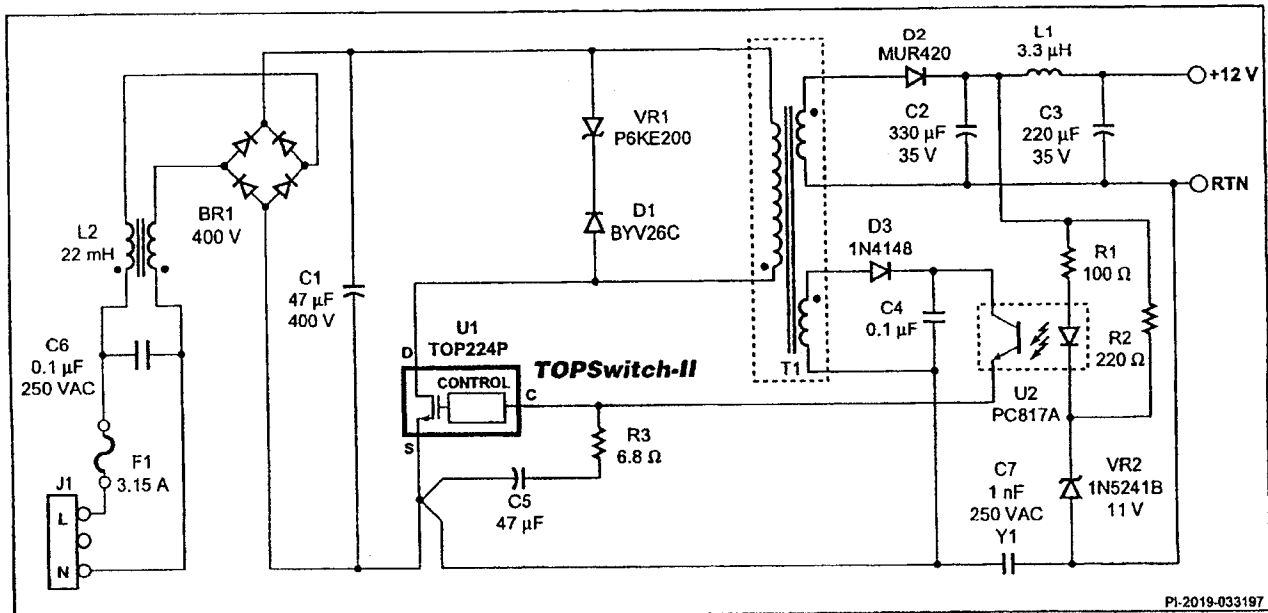 D2
MUR420
L1
3.3 µH
+12 V
C2
330 µF
35 V
C3
220 µF
35 V
RTN
VR1
P6KE200
BR1
400 V
L2
22 mH
D1
BYV26C
D3
1N4148
R1
100 Ω
C1
47 µF
400 V
C4
0.1 µF
R2
220 Ω
U1
TOP224P
D
TOPSwitch-II
T1
CONTROL
C
S
U2
PC817A
C6
0.1 µF
250 VAC
R3
6.8 Ω
F1
3.15 A
J1
L
N
C5
47 µF
C7
1 nF
250 VAC
Y1
VR2
1N5241B
11 V
PI-2019-033197